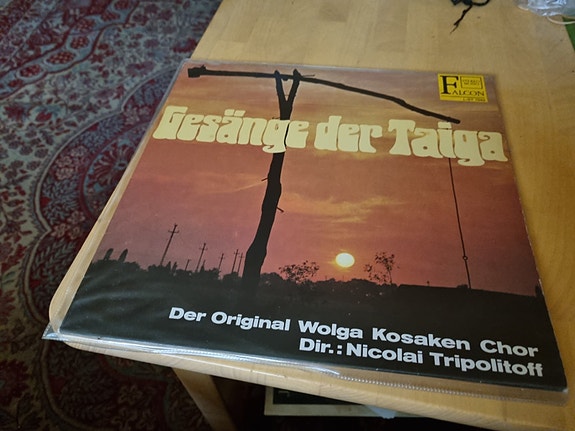 FALCON
Gesänge der Taiga
Der Original Wolga Kosaken Chor
Dir.: Nicolai Tripolitoff